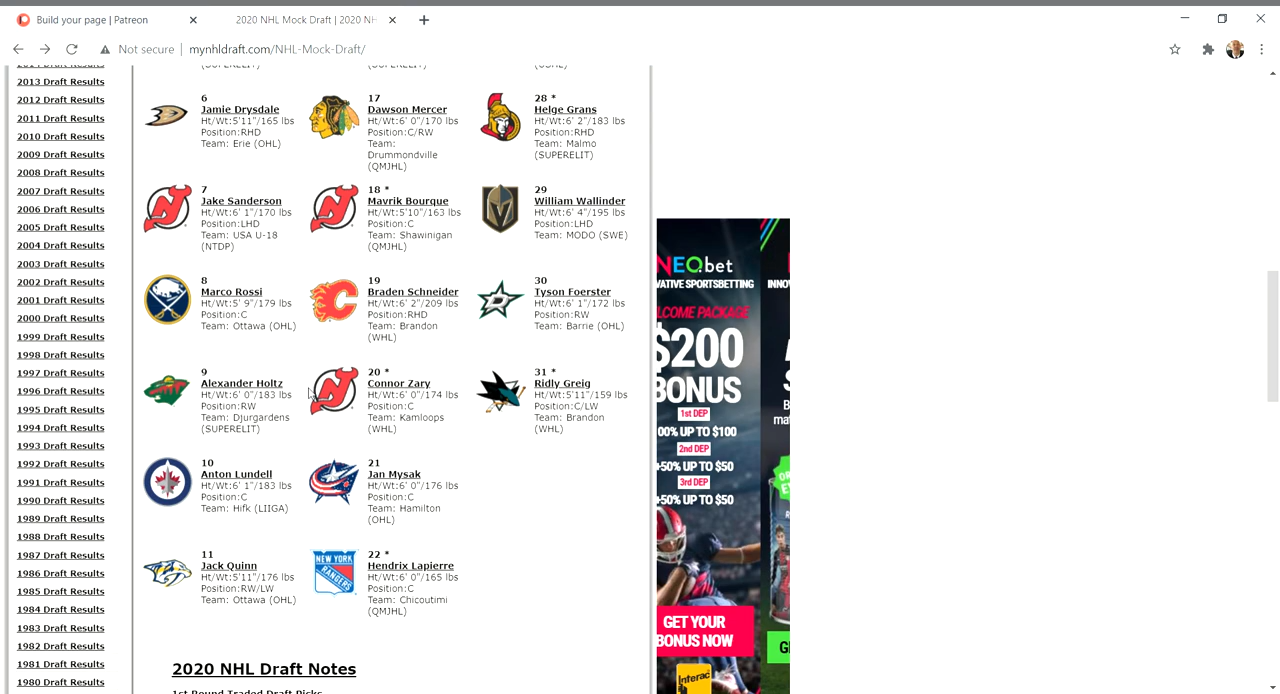 Build your page | Patreon
2020 NHL Mock Draft | 2020 NH
Not secure | mynhldraft.com/NHL-Mock-Draft/
2013 Draft Results
2012 Draft Results
2011 Draft Results
2010 Draft Results
2009 Draft Results
2008 Draft Results
2007 Draft Results
2006 Draft Results
2005 Draft Results
2004 Draft Results
2003 Draft Results
2002 Draft Results
2001 Draft Results
2000 Draft Results
1999 Draft Results
1998 Draft Results
1997 Draft Results
1996 Draft Results
1995 Draft Results
1994 Draft Results
1993 Draft Results
1992 Draft Results
1991 Draft Results
1990 Draft Results
1989 Draft Results
1988 Draft Results
1987 Draft Results
1986 Draft Results
1985 Draft Results
1984 Draft Results
1983 Draft Results
1982 Draft Results
1981 Draft Results
1980 Draft Results
(SUPERELIT)
6
Jamie Drysdale
Ht/Wt:5'11"/165 lbs
Position:RHD
Team: Erie (OHL)
7
Jake Sanderson
Ht/Wt:6' 1"/170 lbs
Position:LHD
Team: USA U-18
(NTDP)
8
Marco Rossi
Ht/Wt:5' 9"/179 lbs
Position:C
Team: Ottawa (OHL)
9
Alexander Holtz
Ht/Wt:6' 0"/183 lbs
Position:RW
Team: Djurgardens
(SUPERELIT)
10
Anton Lundell
Ht/Wt:6' 1"/183 lbs
Position:C
Team: Hifk (LIIGA)
11
Jack Quinn
Ht/Wt:5'11"/176 lbs
Position:RW/LW
Team: Ottawa (OHL)
(SUPERELIT)
17
Dawson Mercer
Ht/Wt:6' 0"/170 lbs
Position:C/RW
Team:
Drummondville
(QMJHL)
18 *
Mavrik Bourque
Ht/Wt:5'10"/163 lbs
Position:C
Team: Shawinigan
(QMJHL)
19
Braden Schneider
Ht/Wt:6' 2"/209 lbs
Position:RHD
Team: Brandon
(WHL)
20 *
Connor Zary
Ht/Wt:6' 0"/174 lbs
Position:C
Team: Kamloops
(WHL)
21
Jan Mysak
Ht/Wt:6' 0"/176 lbs
Position:C
Team: Hamilton
(OHL)
NEW YORK
RANGERS
22 *
Hendrix Lapierre
Ht/Wt:6' 0"/165 lbs
Position:C
Team: Chicoutimi
(QMJHL)
28 *
Helge Grans
Ht/Wt:6' 2"/183 lbs
Position:RHD
Team: Malmo
(SUPERELIT)
29
William Wallinder
Ht/Wt:6' 4"/195 lbs
Position:LHD
Team: MODO (SWE)
30
Tyson Foerster
Ht/Wt:6' 1"/172 lbs
Position:RW
Team: Barrie (OHL)
31 *
Ridly Greig
Ht/Wt:5'11"/159 lbs
Position:C/LW
Team: Brandon
(WHL)
2020 NHL Draft Notes
1st Round Traded Draft Picks
NEO.bet
VATIVE SPORTSBETTING
LCOME PACKAGE
$200
BONUS
1st DEP
00% UP TO $100
2nd DEP
+50% UP TO $50
3rd DEP
+50% UP TO $50
GET YOUR
BONUS NOW
Interac
INNO